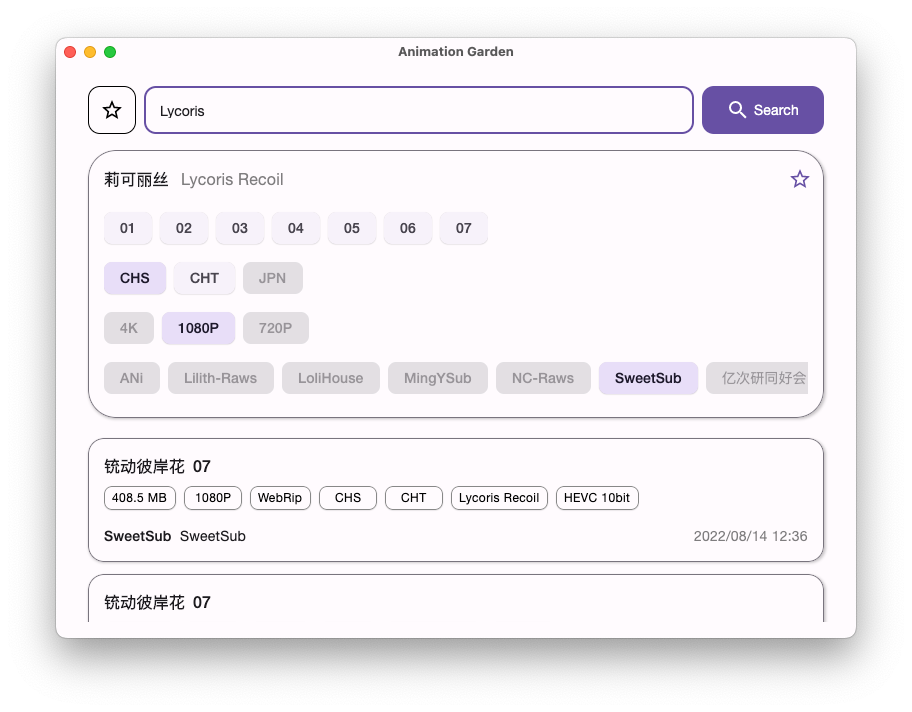 Animation Garden
Lycoris Search
莉可丽丝 Lycoris Recoil
01 02 03 04 05 06 07
CHS CHT JPN
4K 1080P 720P
ANi Lilith-Raws LoliHouse MingYSub NC-Raws SweetSub 亿次研同好会
铳动彼岸花 07
408.5 MB 1080P WebRip CHS CHT Lycoris Recoil HEVC 10bit
SweetSub SweetSub 2022/08/14 12:36
铳动彼岸花 07